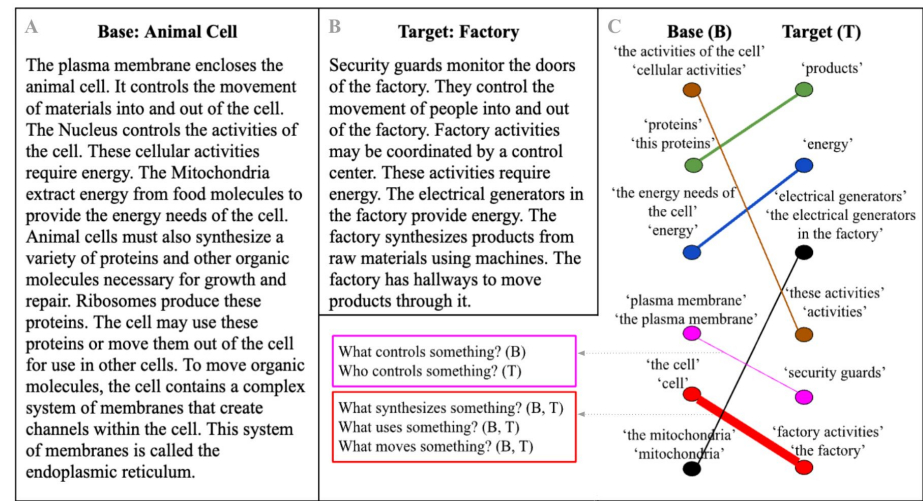 A
Base: Animal Cell
The plasma membrane encloses the
animal cell. It controls the movement
of materials into and out of the cell.
The Nucleus controls the activities of
the cell. These cellular activities
require energy. The Mitochondria
extract energy from food molecules to
provide the energy needs of the cell.
Animal cells must also synthesize a
variety of proteins and other organic
molecules necessary for growth and
repair. Ribosomes produce these
proteins. The cell may use these
proteins or move them out of the cell
for use in other cells. To move organic
molecules, the cell contains a complex
system of membranes that create
channels within the cell. This system
of membranes is called the
endoplasmic reticulum.
B
Target: Factory
Security guards monitor the doors
of the factory. They control the
movement of people into and out
of the factory. Factory activities
may be coordinated by a control
center. These activities require
energy. The electrical generators in
the factory provide energy. The
factory synthesizes products from
raw materials using machines. The
factory has hallways to move
products through it.
What controls something? (B)
Who controls something? (T)
What synthesizes something? (B, T)
What uses something? (B, T)
What moves something? (B, T)
C
Base (B)
Target (T)
‘the activities of the cell’
‘cellular activities’
‘products’
‘proteins’
‘this proteins’
‘energy’
‘the energy needs of
the cell’
‘energy’
‘electrical generators’
‘the electrical generators
in the factory’
‘plasma membrane’
‘the plasma membrane’
‘these activities’
‘activities’
‘the cell’
‘cell’
‘security guards’
‘the mitochondria’
‘mitochondria’
‘factory activities’
‘the factory’